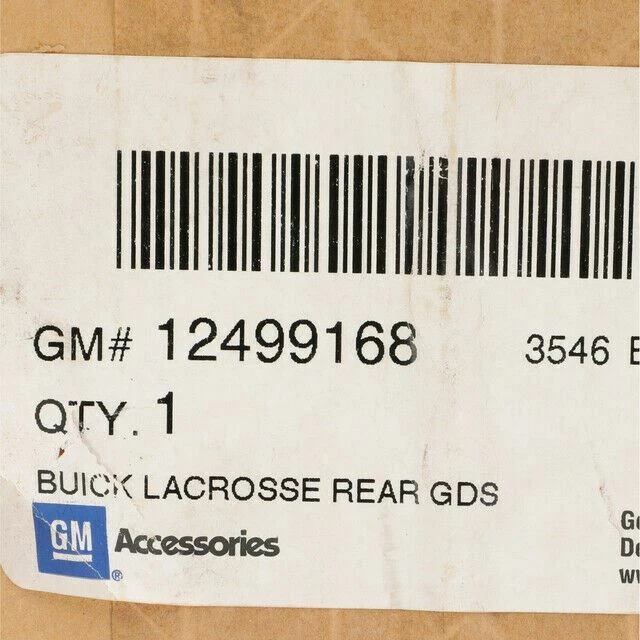 GM# 12499168 3546
QTY. 1
BUICK LACROSSE REAR GDS
GM Accessories
®